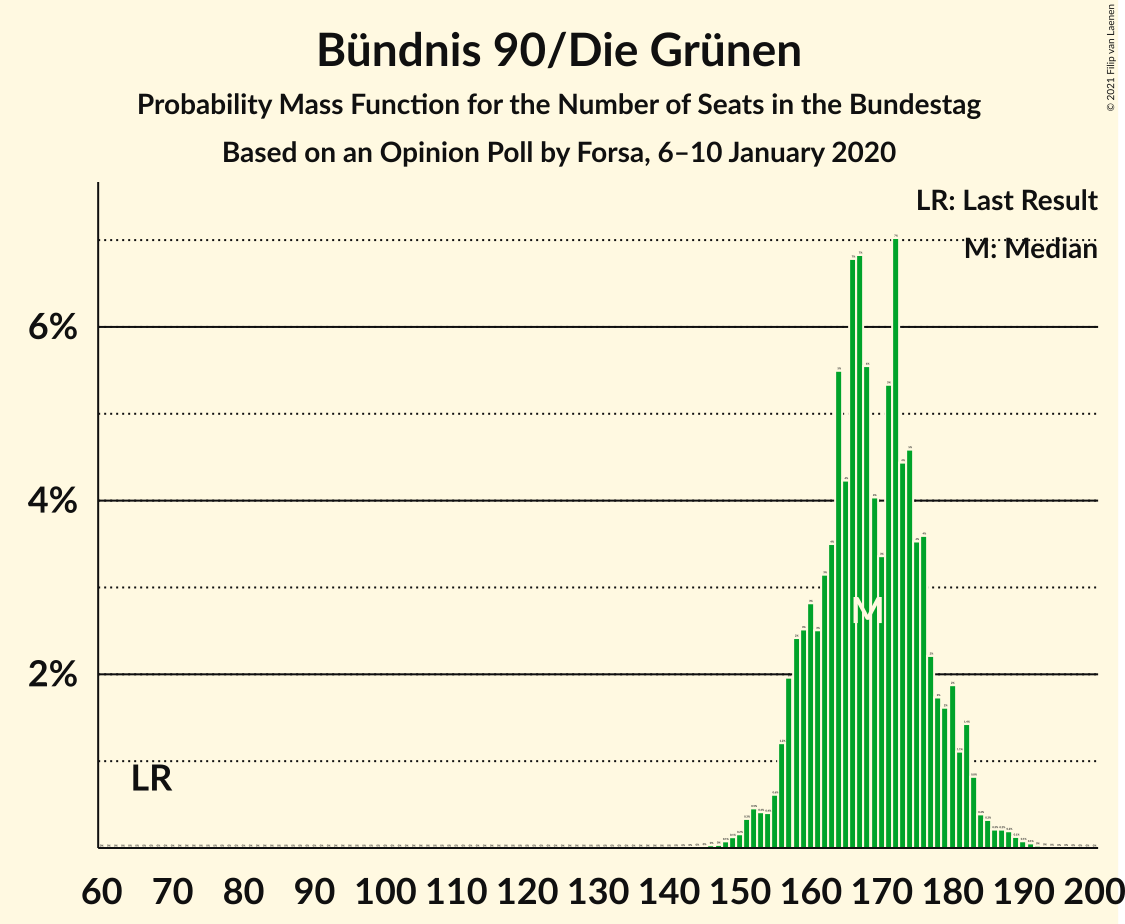 Bündnis 90/Die Grünen
Probability Mass Function for the Number of Seats in the Bundestag
Based on an Opinion Poll by Forsa, 6–10 January 2020
© 2021 Filip van Laenen
LR: Last Result
M: Median
6%
4%
2%
LR
M
60 70 80 90 100 110 120 130 140 150 160 170 180 190 200